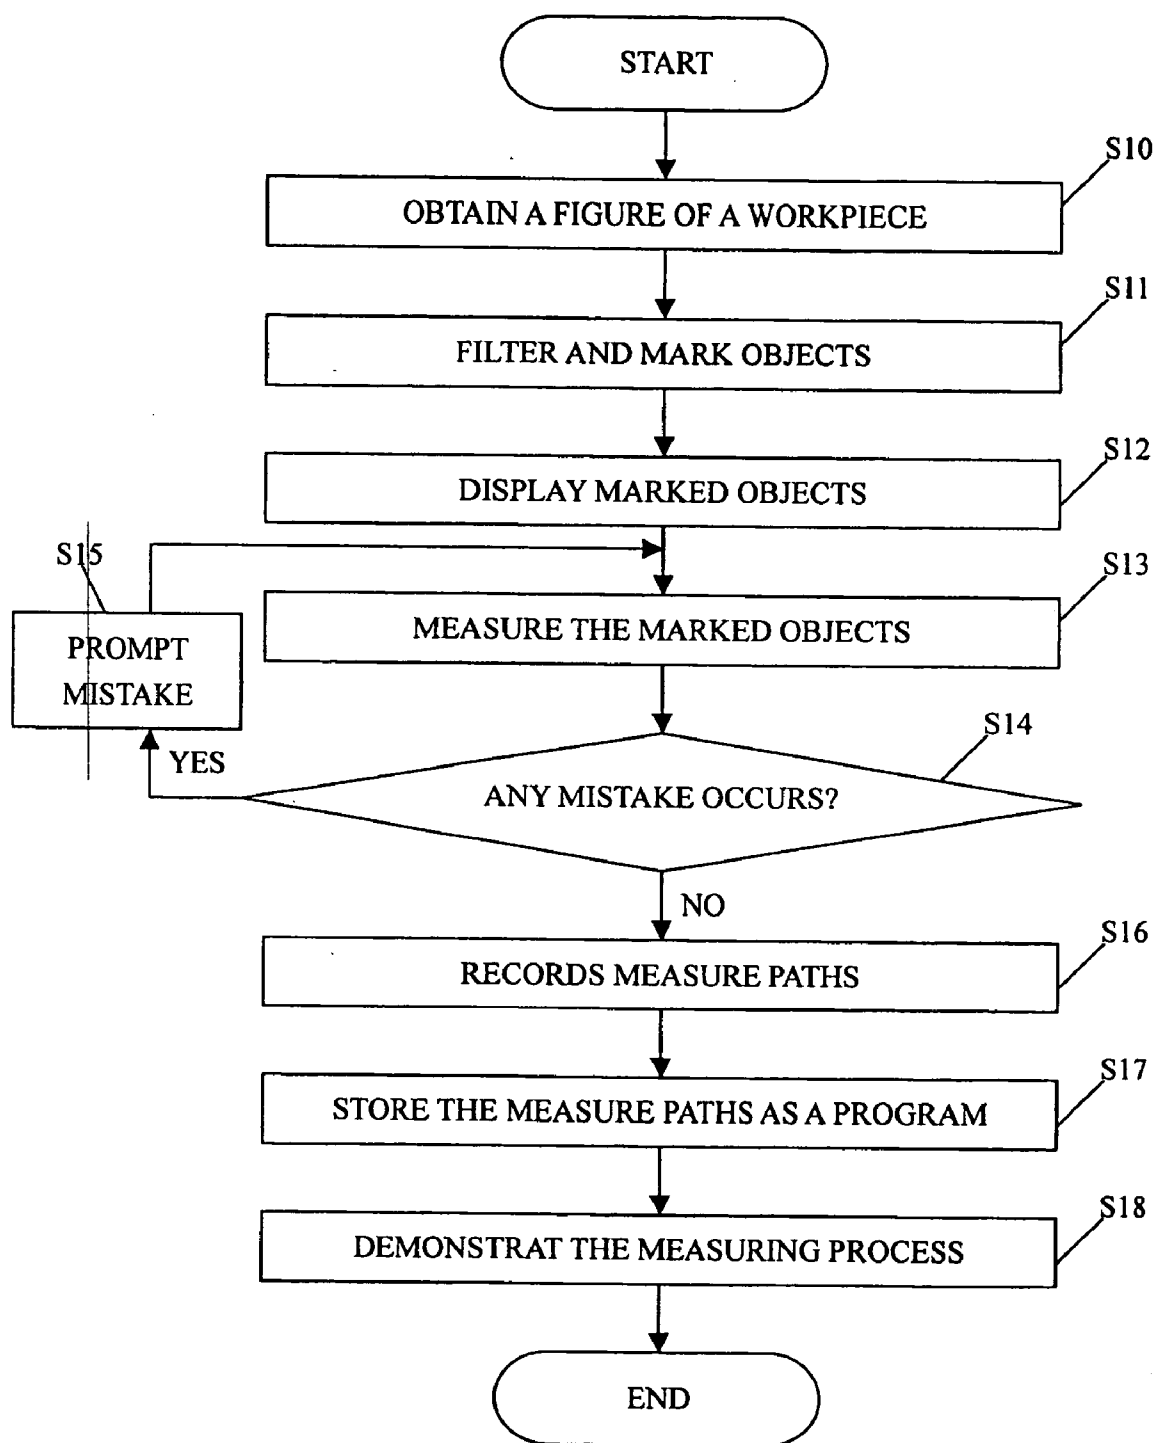 START
S10
OBTAIN A FIGURE OF A WORKPIECE
S11
FILTER AND MARK OBJECTS
S12
DISPLAY MARKED OBJECTS
S15
S13
PROMPT
MISTAKE
MEASURE THE MARKED OBJECTS
S14
YES
ANY MISTAKE OCCURS?
NO
S16
RECORDS MEASURE PATHS
S17
STORE THE MEASURE PATHS AS A PROGRAM
S18
DEMONSTRAT THE MEASURING PROCESS
END